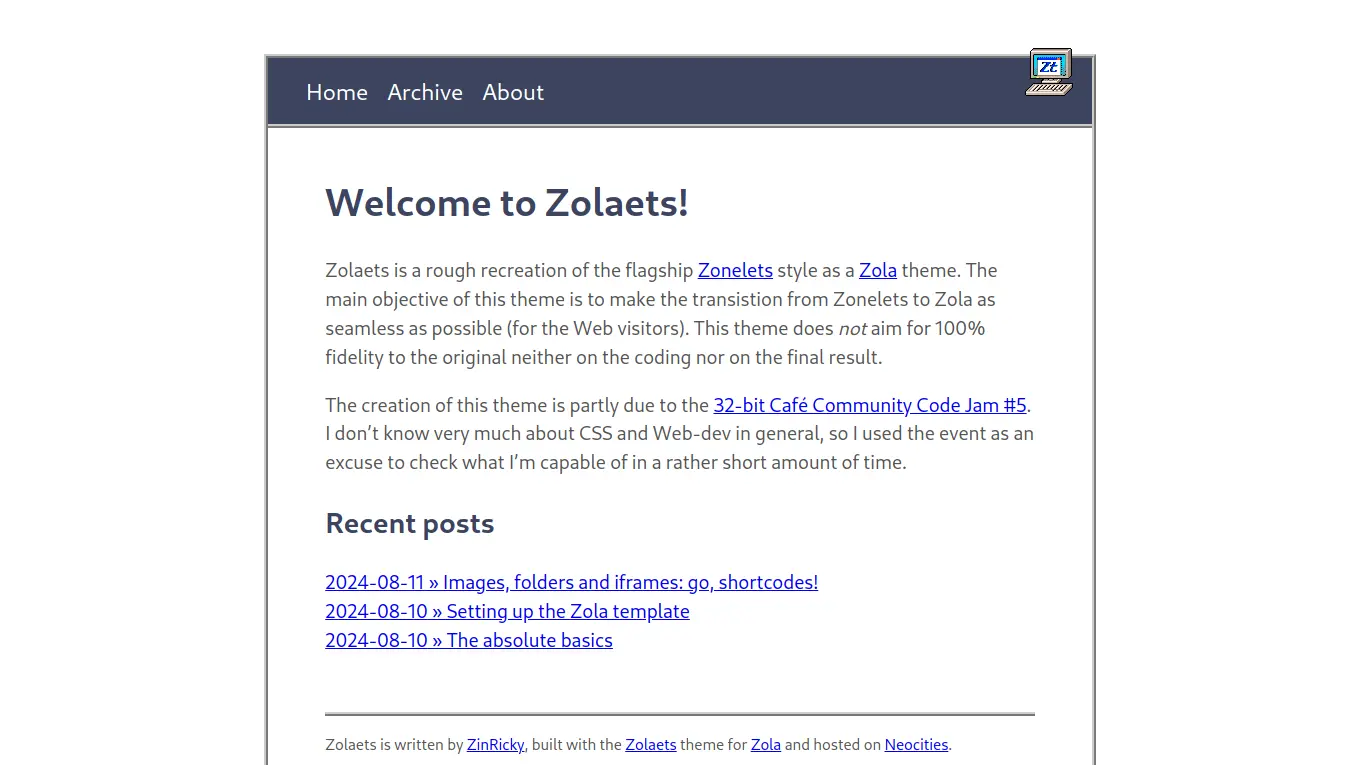 Home Archive About
Zt
Welcome to Zolaets!
Zolaets is a rough recreation of the flagship Zonelets style as a Zola theme. The
main objective of this theme is to make the transistion from Zonelets to Zola as
seamless as possible (for the Web visitors). This theme does not aim for 100%
fidelity to the original neither on the coding nor on the final result.
The creation of this theme is partly due to the 32-bit Café Community Code Jam #5.
I don’t know very much about CSS and Web-dev in general, so I used the event as an
excuse to check what I’m capable of in a rather short amount of time.
Recent posts
2024-08-11 » Images, folders and iframes: go, shortcodes!
2024-08-10 » Setting up the Zola template
2024-08-10 » The absolute basics
Zolaets is written by ZinRicky, built with the Zolaets theme for Zola and hosted on Neocities.